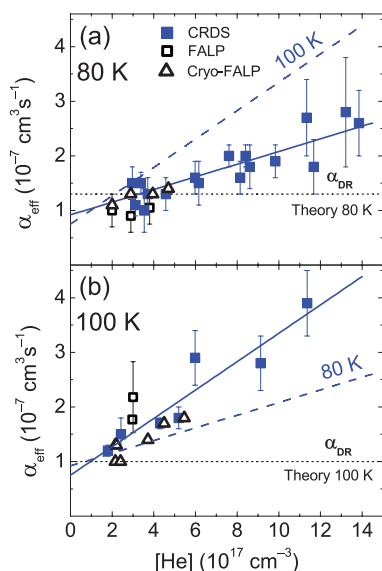 (a)
80 K
CRDS
FALP
Cryo-FALP
100 K
α_DR
Theory 80 K
α_eff (10⁻⁷ cm³s⁻¹)
4
3
2
1
0
(b)
100 K
80 K
α_DR
Theory 100 K
α_eff (10⁻⁷ cm³s⁻¹)
4
3
2
1
0
0 2 4 6 8 10 12 14
[He] (10¹⁷ cm⁻³)